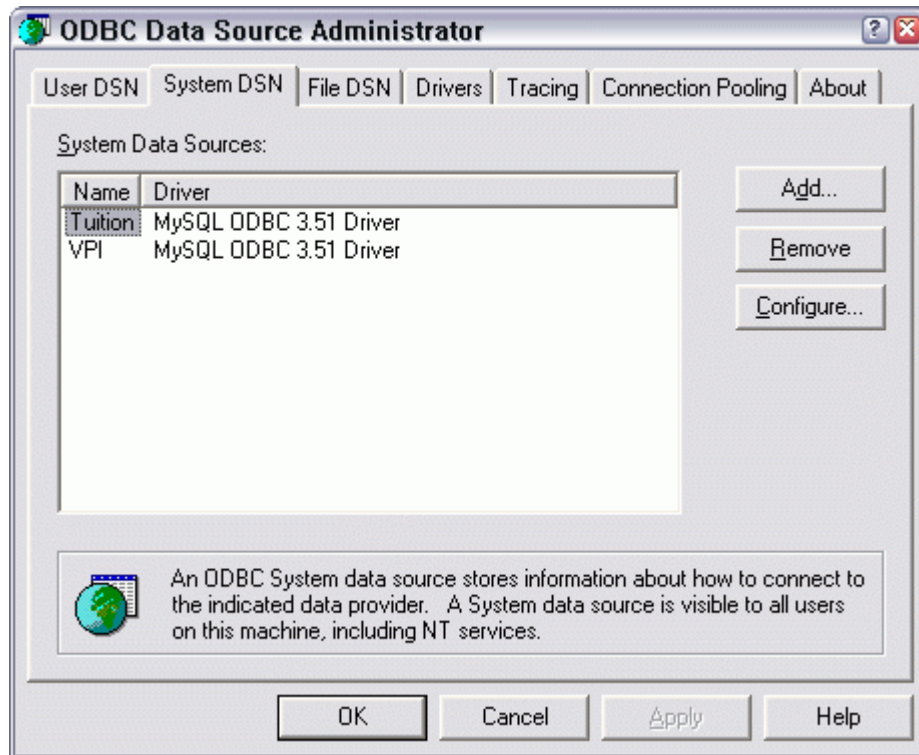 ODBC Data Source Administrator
User DSN System DSN File DSN Drivers Tracing Connection Pooling About
System Data Sources:
Name Driver
Tuition MySQL ODBC 3.51 Driver
VPI MySQL ODBC 3.51 Driver
Add...
Remove
Configure...
An ODBC System data source stores information about how to connect to
the indicated data provider. A System data source is visible to all users
on this machine, including NT services.
OK Cancel Apply Help